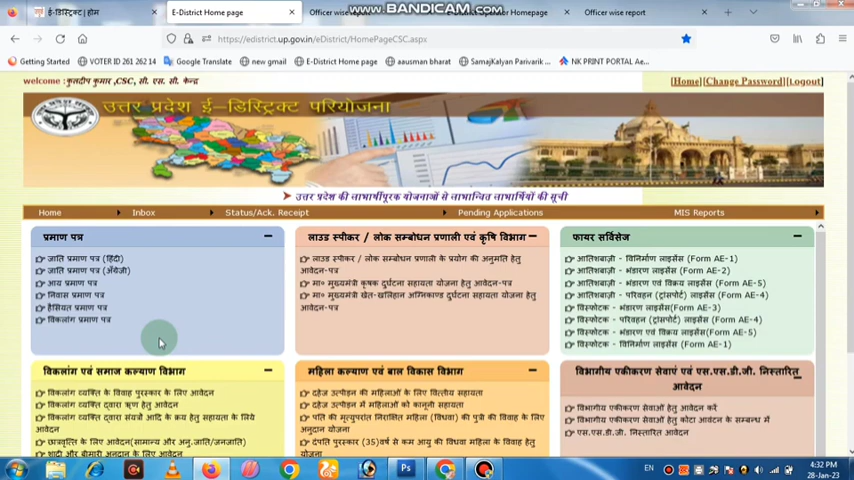 www.BANDICAM.com
ई-डिस्ट्रिक्ट | होम
E-District Home page
Officer wise report
Homepage
Officer wise report
https://edistrict.up.gov.in/eDistrict/HomePageCSC.aspx
Getting Started
VOTER ID 261 262 14
Google Translate
new gmail
E-District Home page
aausman bharat
SamajKalyan Parivarik ...
NK PRINT PORTAL Ae...
welcome :कुलदीप कुमार ,CSC, सी. एस. सी. केन्द्र
[Home][Change Password][Logout]
उत्तर प्रदेश ई-डिस्ट्रिक्ट परियोजना
उत्तर प्रदेश की लाभार्थीपूरक योजनाओं से लाभान्वित लाभार्थियों की सूची
Home
Inbox
Status/Ack. Receipt
Pending Applications
MIS Reports
प्रमाण पत्र
जाति प्रमाण पत्र (हिंदी)
जाति प्रमाण पत्र (अँग्रेजी)
आय प्रमाण पत्र
निवास प्रमाण पत्र
हैसियत प्रमाण पत्र
विकलांग प्रमाण पत्र
लाउड स्पीकर / लोक सम्बोधन प्रणाली एवं कृषि विभाग
लाउड स्पीकर / लोक सम्बोधन प्रणाली के प्रयोग की अनुमति हेतु
आवेदन-पत्र
मा० मुख्यमंत्री कृषक दुर्घटना सहायता योजना हेतु आवेदन-पत्र
मा० मुख्यमंत्री खेत-खलिहान अग्निकाण्ड दुर्घटना सहायता योजना हेतु
आवेदन-पत्र
फायर सर्विसेज
आतिशबाज़ी - विनिर्माण लाइसेंस (Form AE-1)
आतिशबाज़ी - भंडारण लाइसेंस (Form AE-2)
आतिशबाज़ी - भंडारण एवं विक्रय लाइसेंस (Form AE-5)
आतिशबाज़ी - परिवहन (ट्रांसपोर्ट) लाइसेंस (Form AE-4)
विस्फोटक - भंडारण लाइसेंस(Form AE-3)
विस्फोटक - परिवहन (ट्रांसपोर्ट) लाइसेंस (Form AE-4)
विस्फोटक - भंडारण एवं विक्रय लाइसेंस (Form AE-5)
विस्फोटक - विनिर्माण लाइसेंस (Form AE-1)
विकलांग एवं समाज कल्याण विभाग
विकलांग व्यक्ति के विवाह पुरस्कार के लिए आवेदन
विकलांग व्यक्ति द्वारा ऋण हेतु आवेदन
विकलांग व्यक्ति द्वारा संयत्रों आदि के क्रय हेतु सहायता के लिये
आवेदन
छात्रवृत्ति के लिए आवेदन(सामान्य और अनु.जाति/जनजाति)
शादी और बीमारी अनुदान के लिए आवेदन
महिला कल्याण एवं बाल विकास विभाग
दहेज़ उत्पीड़न की महिलाओं के लिए वित्तीय सहायता
दहेज़ उत्पीड़न में महिलाओं को कानूनी सहायता
पति की मृत्युपरांत निराश्रित महिला (विधवा) की पुत्री की विवाह के लिए
अनुदान योजना
दंपति पुरस्कार (35)वर्ष से कम आयु की विधवा महिला के विवाह हेतु
योजना
विभागीय एकीकरण सेवाएं एवं एस.एस.डी.जी. निस्तारित
आवेदन
विभागीय एकीकरण सेवाओं हेतु आवेदन करें
विभागीय एकीकरण सेवाओं हेतु कोटा आवंटन के सम्बन्ध में
एस.एस.डी.जी. निस्तारित आवेदन
EN
4:32 PM
28-Jan-23